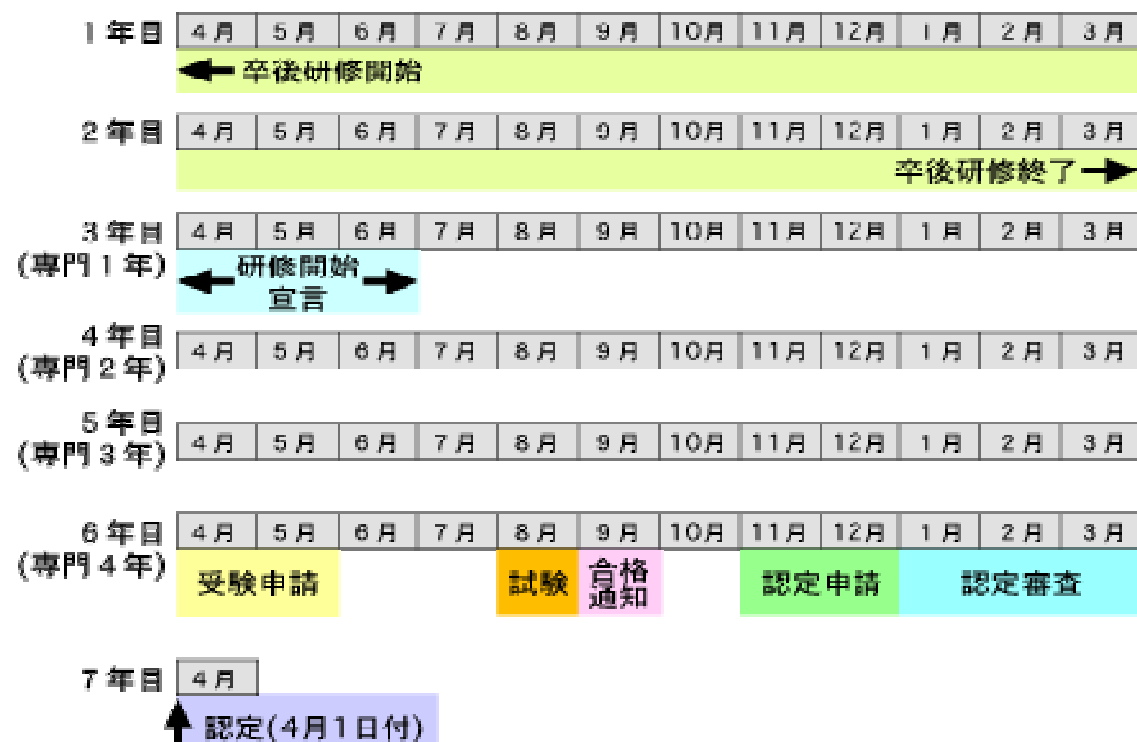 1年目 4月 5月 6月 7月 8月 9月 10月 11月 12月 1月 2月 3月
卒後研修開始
2年目 4月 5月 6月 7月 8月 9月 10月 11月 12月 1月 2月 3月
卒後研修終了
3年目 4月 5月 6月 7月 8月 9月 10月 11月 12月 1月 2月 3月
(専門1年)
研修開始
宣言
4年目
(専門2年)
4月 5月 6月 7月 8月 9月 10月 11月 12月 1月 2月 3月
5年目
(専門3年)
4月 5月 6月 7月 8月 9月 10月 11月 12月 1月 2月 3月
6年目 4月 5月 6月 7月 8月 9月 10月 11月 12月 1月 2月 3月
(専門4年)
受験申請
試験
合格
通知
認定申請
認定審査
7年目 4月
認定(4月1日付)